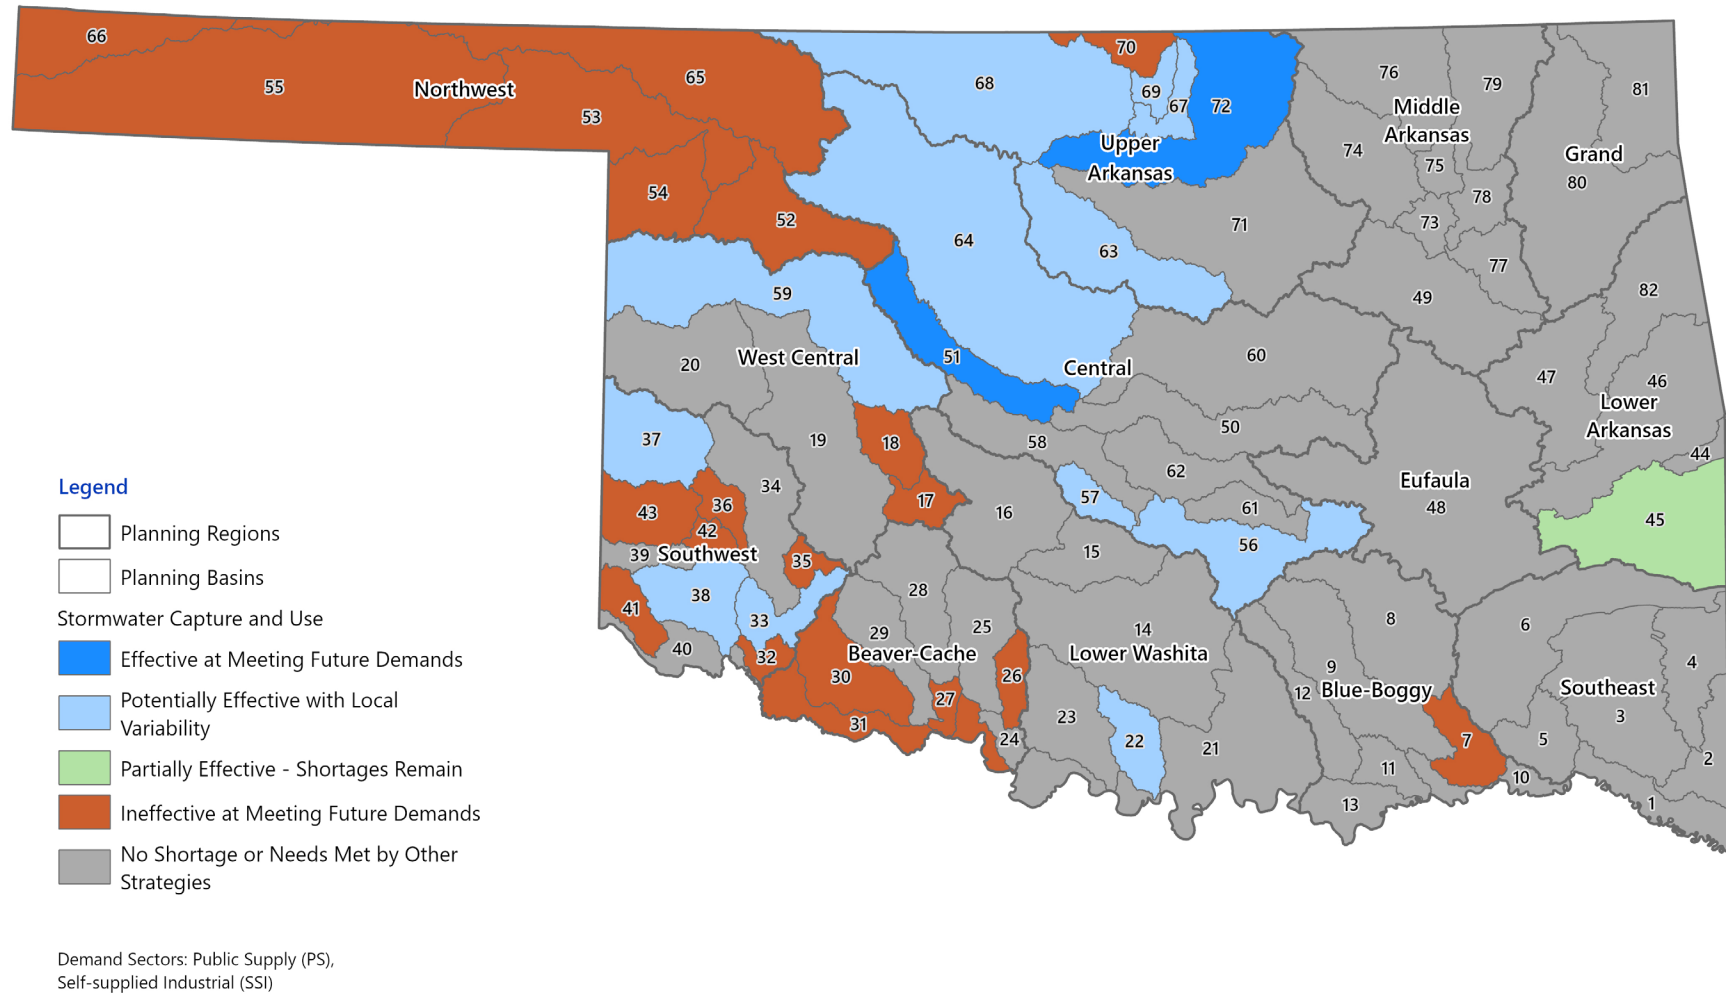 66
55
Northwest
65
53
54
52
68
70
69
67
72
Upper
Arkansas
76
79
81
Middle
Arkansas
74
75
Grand
80
78
73
77
71
64
63
49
82
59
20
West Central
51
Central
60
47
46
Lower
Arkansas
44
37
19
18
58
50
62
Eufaula
48
34
43
36
42
17
16
57
61
45
39
Southwest
35
15
56
38
41
33
28
40
32
29
25
Beaver-Cache
30
26
27
31
24
14
Lower Washita
23
22
21
8
9
12
Blue-Boggy
6
4
Southeast
3
7
5
11
10
2
13
1
Legend
Planning Regions
Planning Basins
Stormwater Capture and Use
Effective at Meeting Future Demands
Potentially Effective with Local
Variability
Partially Effective - Shortages Remain
Ineffective at Meeting Future Demands
No Shortage or Needs Met by Other
Strategies
Demand Sectors: Public Supply (PS),
Self-supplied Industrial (SSI)